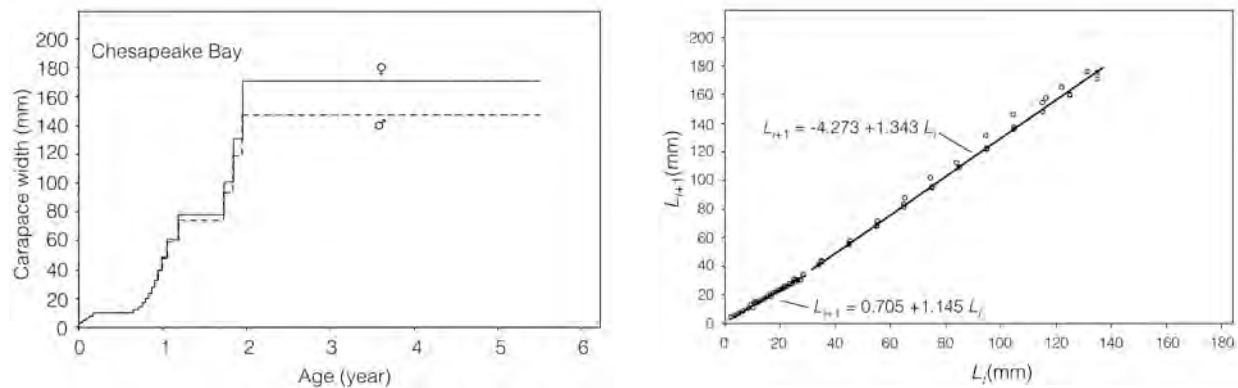 220
200
180
160
140
120
100
80
60
40
20
0
Carapace width (mm)
Chesapeake Bay
♀
♂
0 1 2 3 4 5 6
Age (year)
220
200
180
160
140
120
100
80
60
40
20
0
L_{i+1}(mm)
L_{i+1} = -4.273 +1.343 L_i
L_{i+1} = 0.705 +1.145 L_i
0 20 40 60 80 100 120 140 160 180
L_i(mm)